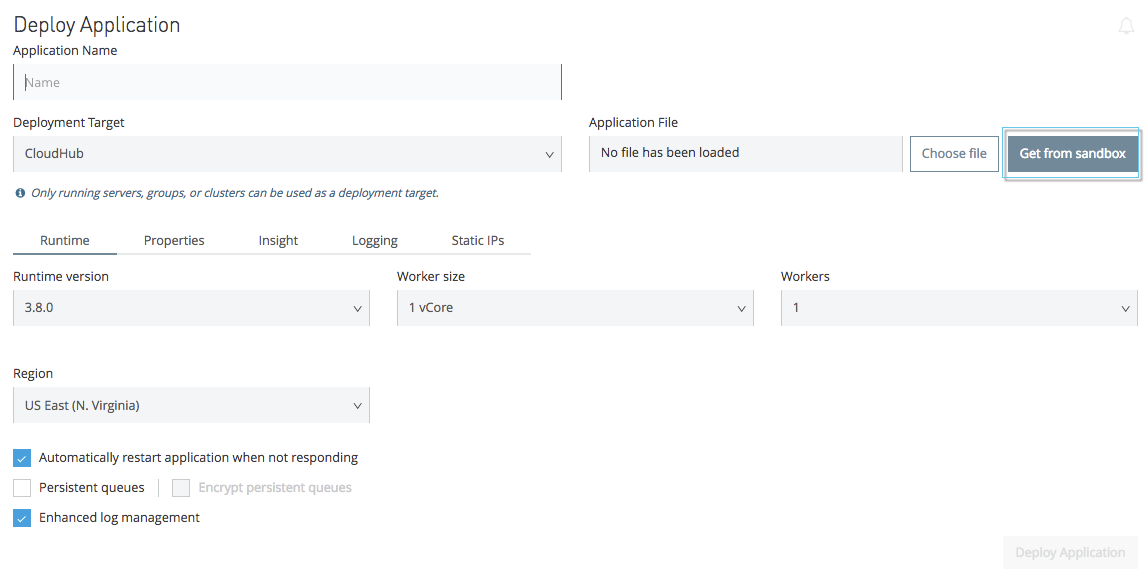 Deploy Application
Application Name
Name
Deployment Target
Application File
CloudHub
No file has been loaded
Choose file
Get from sandbox
Only running servers, groups, or clusters can be used as a deployment target.
Runtime Properties Insight Logging Static IPs
Runtime version
Worker size
Workers
3.8.0
1 vCore
1
Region
US East (N. Virginia)
Automatically restart application when not responding
Persistent queues
Encrypt persistent queues
Enhanced log management
Deploy Application